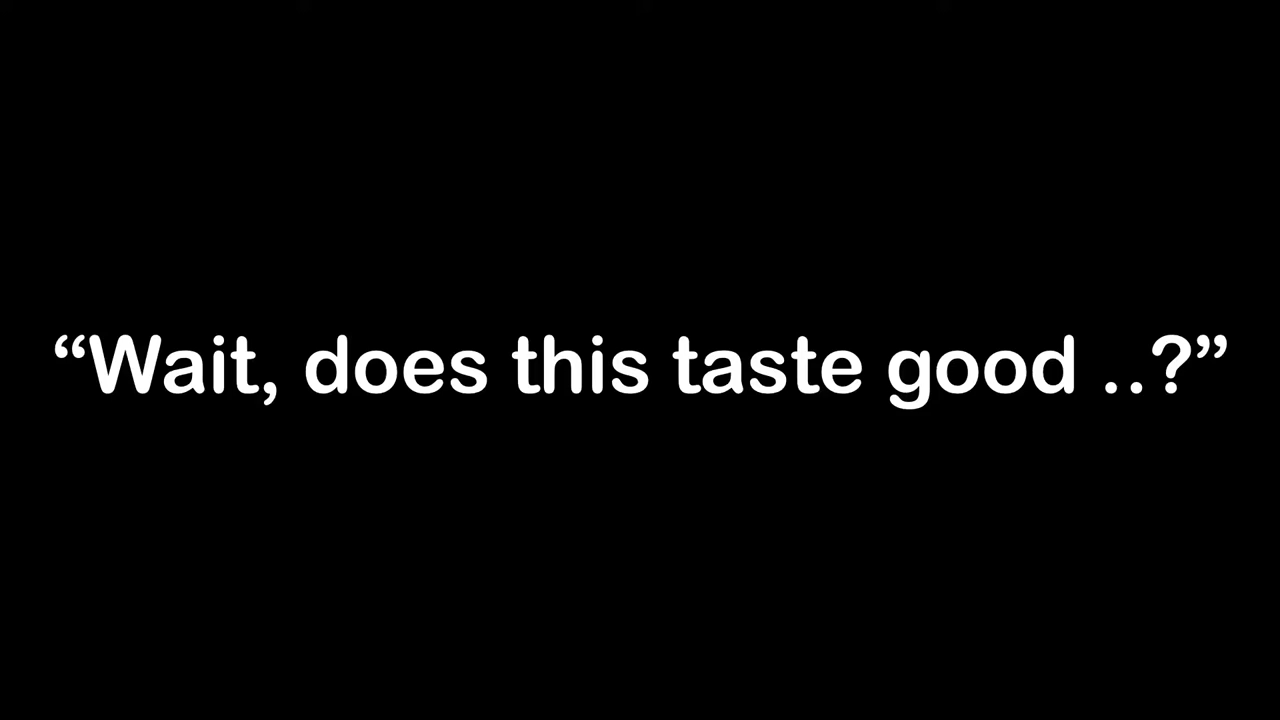 “Wait, does this taste good ..?”